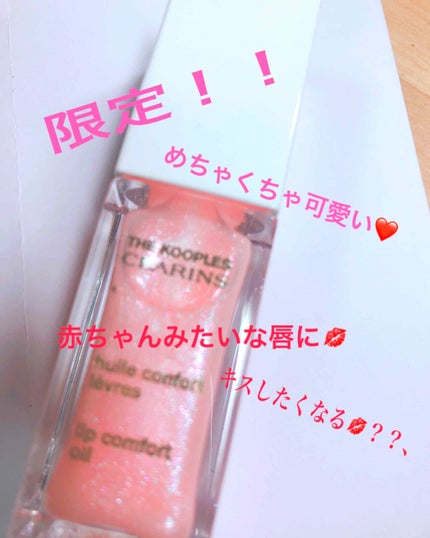 限定！！
めちゃくちゃ可愛い❤️
THE KOOPLES
CLARINS
赤ちゃんみたいな唇に💋
huile confort
lèvres
キスしたくなる💋？？、
lip comfort
oil